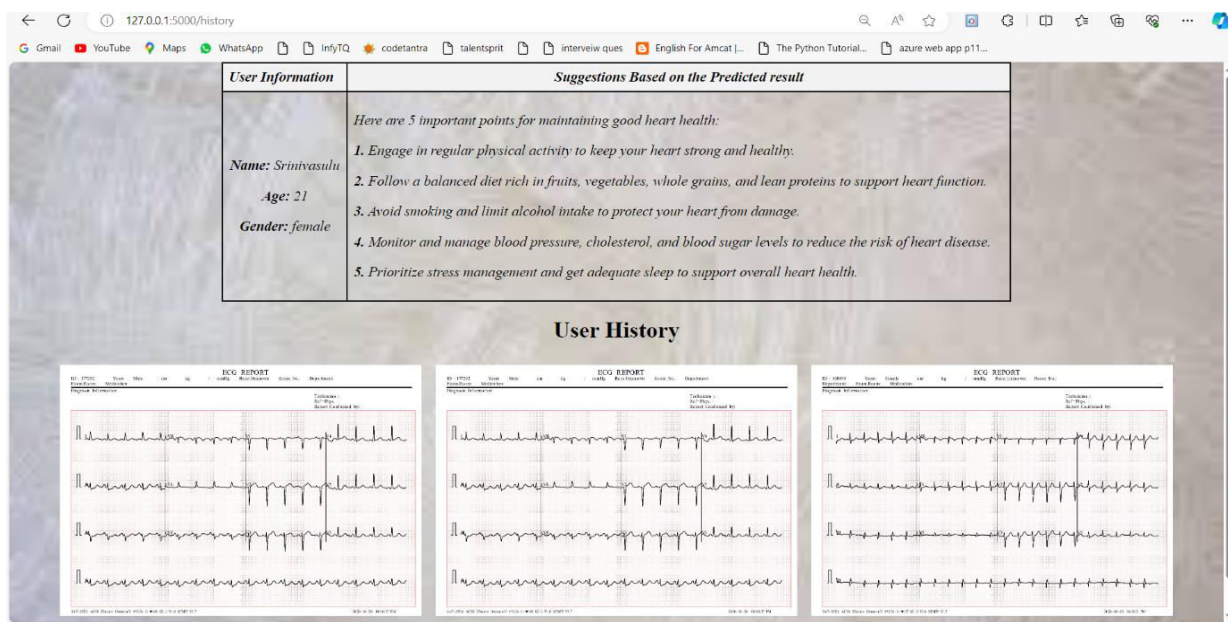 127.0.0.1:5000/history
Gmail YouTube Maps WhatsApp InfyTQ codetantra talentsprit interveiw ques English For Amcat |... The Python Tutorial... azure web app p11...
User Information Suggestions Based on the Predicted result
Here are 5 important points for maintaining good heart health:
1. Engage in regular physical activity to keep your heart strong and healthy.
Name: Srinivasulu
2. Follow a balanced diet rich in fruits, vegetables, whole grains, and lean proteins to support heart function.
Age: 21
3. Avoid smoking and limit alcohol intake to protect your heart from damage.
Gender: female
4. Monitor and manage blood pressure, cholesterol, and blood sugar levels to reduce the risk of heart disease.
5. Prioritize stress management and get adequate sleep to support overall heart health.
User History
ECG REPORT ECG REPORT ECG REPORT
Technician : Technician : Technician :